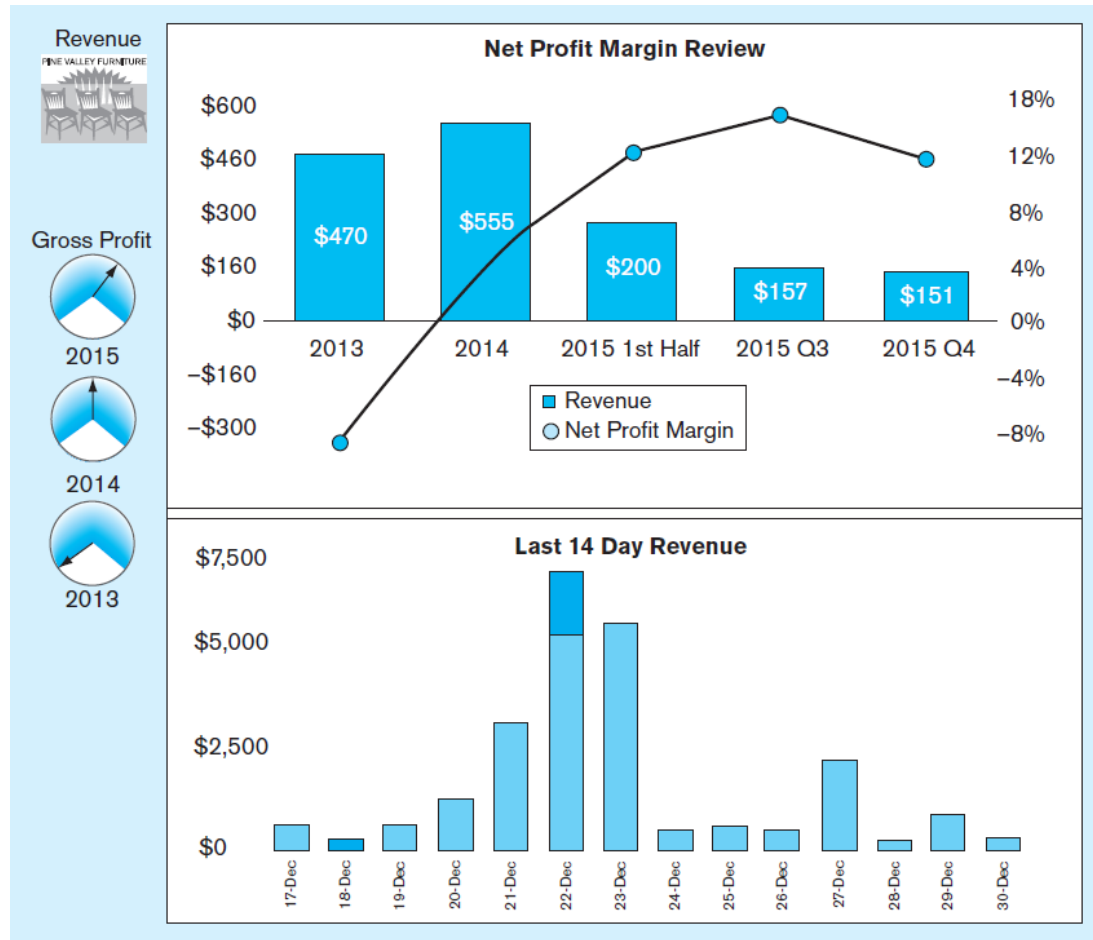 Revenue
PINE VALLEY FURNITURE
Gross Profit
2015
2014
2013
Net Profit Margin Review
$600
$460
$300
$160
$0
–$160
–$300
18%
12%
8%
4%
0%
–4%
–8%
$470
$555
$200
$157
$151
2013 2014 2015 1st Half 2015 Q3 2015 Q4
Revenue
Net Profit Margin
Last 14 Day Revenue
$7,500
$5,000
$2,500
$0
17-Dec
18-Dec
19-Dec
20-Dec
21-Dec
22-Dec
23-Dec
24-Dec
25-Dec
26-Dec
27-Dec
28-Dec
29-Dec
30-Dec